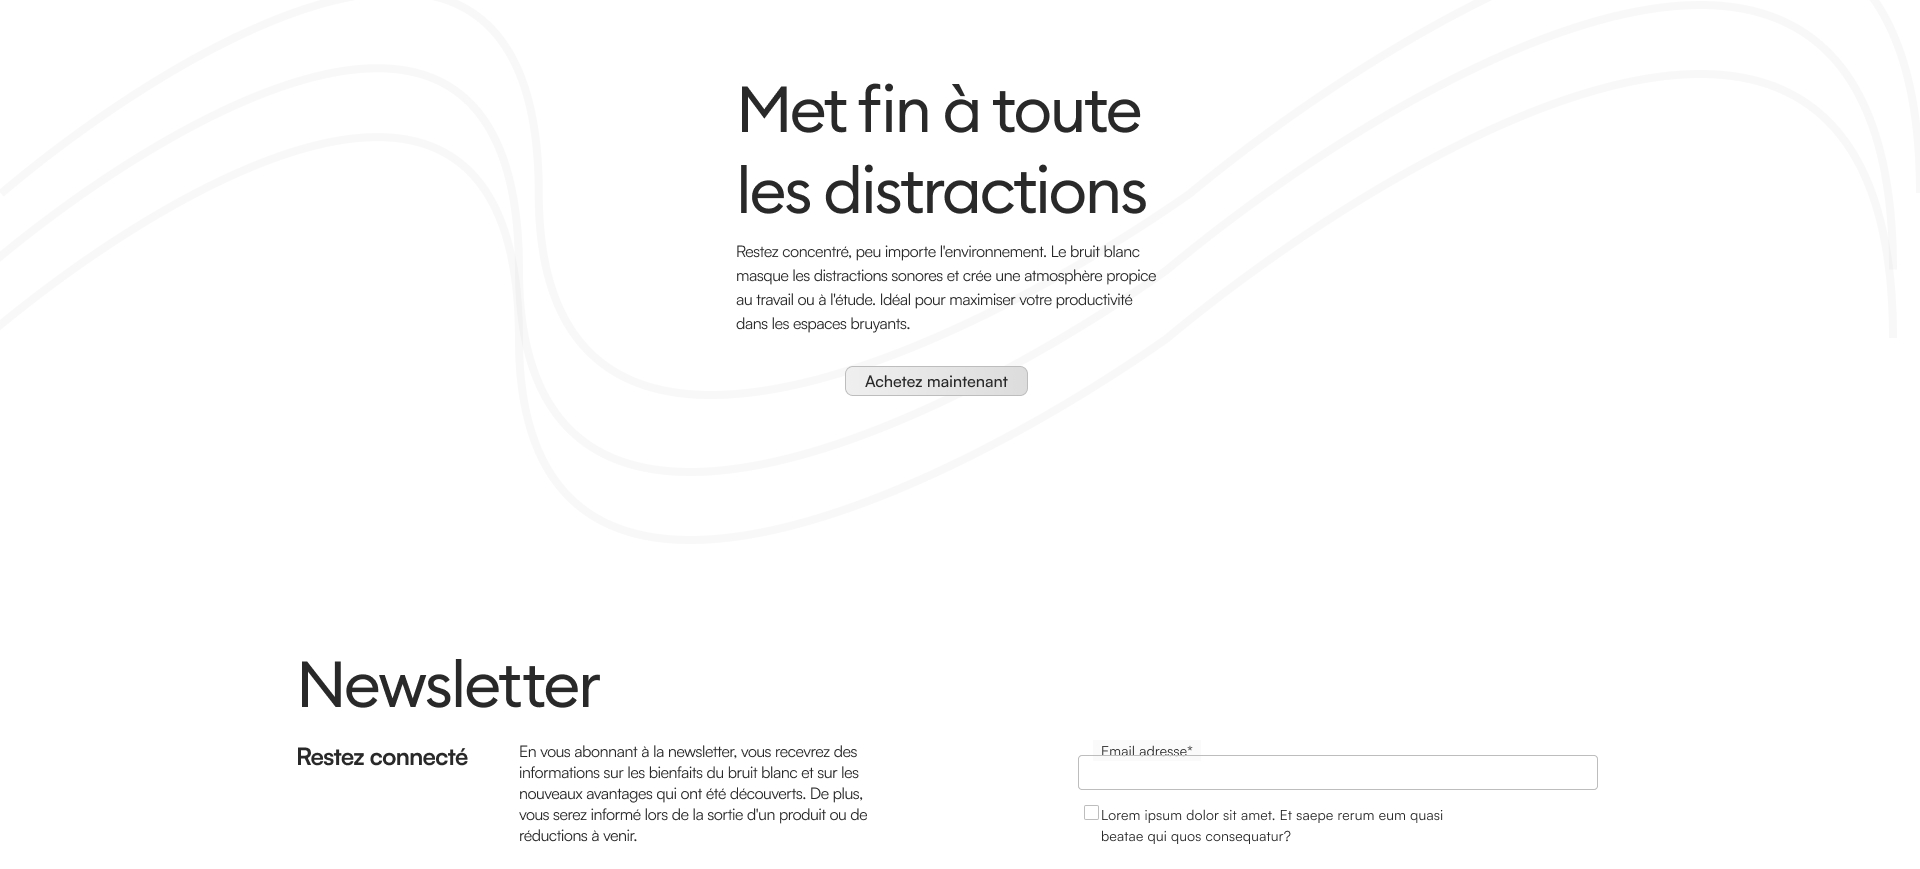 Met fin à toute
les distractions
Restez concentré, peu importe l'environnement. Le bruit blanc
masque les distractions sonores et crée une atmosphère propice
au travail ou à l'étude. Idéal pour maximiser votre productivité
dans les espaces bruyants.
Achetez maintenant
Newsletter
Restez connecté
En vous abonnant à la newsletter, vous recevrez des
informations sur les bienfaits du bruit blanc et sur les
nouveaux avantages qui ont été découverts. De plus,
vous serez informé lors de la sortie d'un produit ou de
réductions à venir.
Email adresse*
Lorem ipsum dolor sit amet. Et saepe rerum eum quasi
beatae qui quos consequatur?